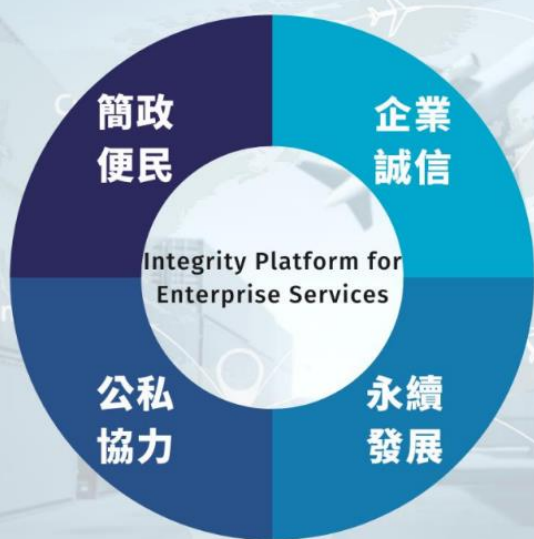 簡政
便民
企業
誠信
Integrity Platform for
Enterprise Services
公私
協力
永續
發展